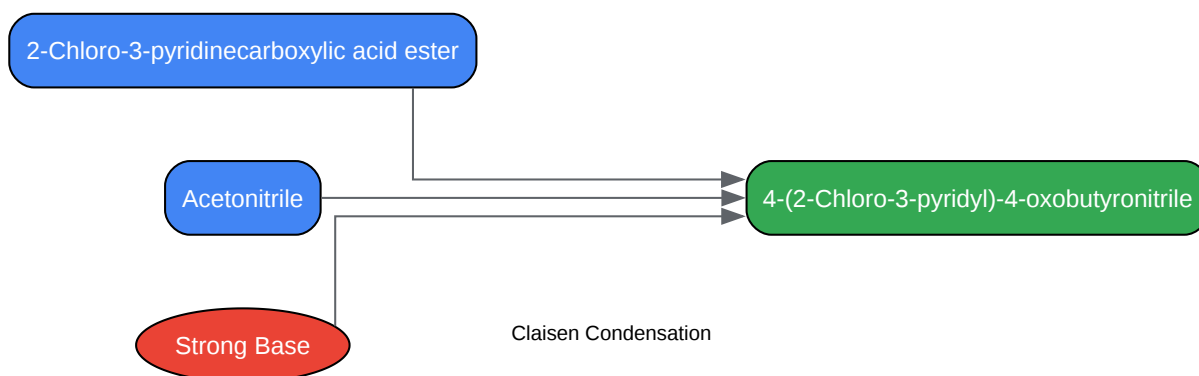 2-Chloro-3-pyridinecarboxylic acid ester
Acetonitrile
4-(2-Chloro-3-pyridyl)-4-oxobutyronitrile
Strong Base
Claisen Condensation